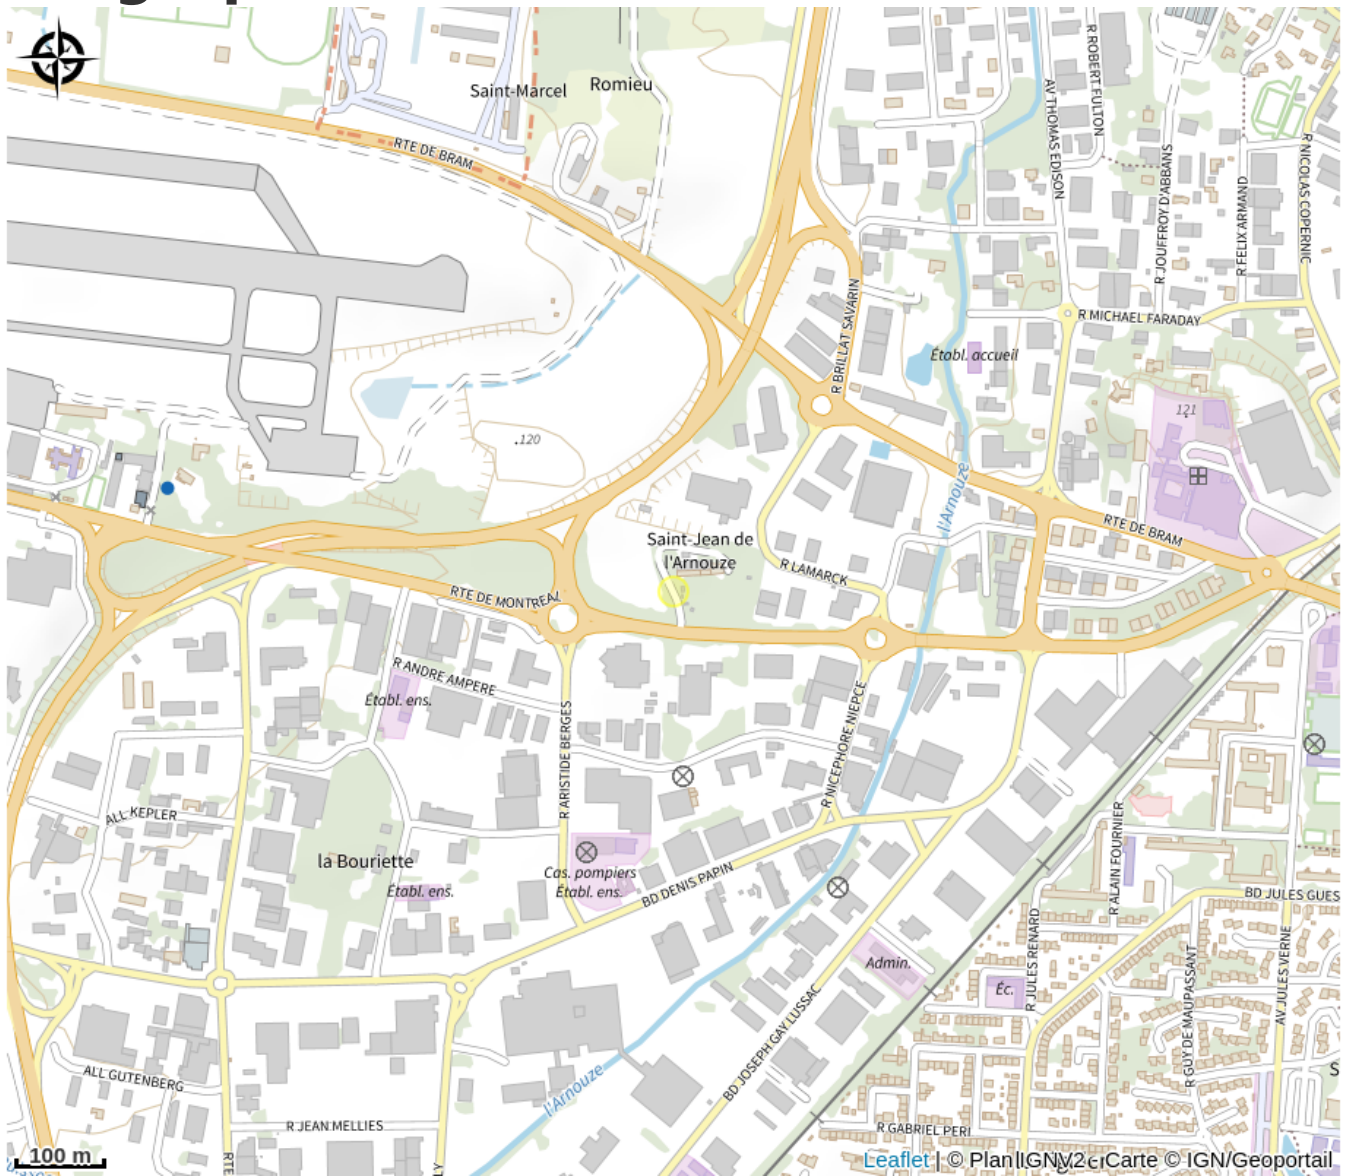 Saint-Marcel
Romieu
R ROBERT FULTON
AV THOMAS EDISON
RTE DE BRAM
R JOUFFROY D'ABBANS
R FELIX ARMAND
R NICOLAS COPERNIC
R BRILLAT SAVARIN
R MICHAEL FARADAY
Établ. accueil
121
.120
l'Arnouze
RTE DE BRAM
Saint-Jean de
l'Arnouze
R LAMARCK
RTE DE MONTREAL
R ANDRE AMPERE
Établ. ens.
R ARISTIDE BERGES
R NICEPHORE NIEPCE
ALL KEPLER
R ALAIN FOURNIER
la Bouriette
Cas. pompiers
Établ. ens.
Établ. ens.
BD DENIS PAPIN
BD JULES GUES
R JULES RENARD
AV JULES VERNE
R GUY DE MAUPASSANT
Admin.
Éc.
BD JOSEPH GAY LUSSAC
ALL GUTENBERG
l'Arnouze
S
R JEAN MELLIES
R GABRIEL PERI
RTE
100 m
Leaflet | © PlanIGNV2 - Carte © IGN/Geoportail